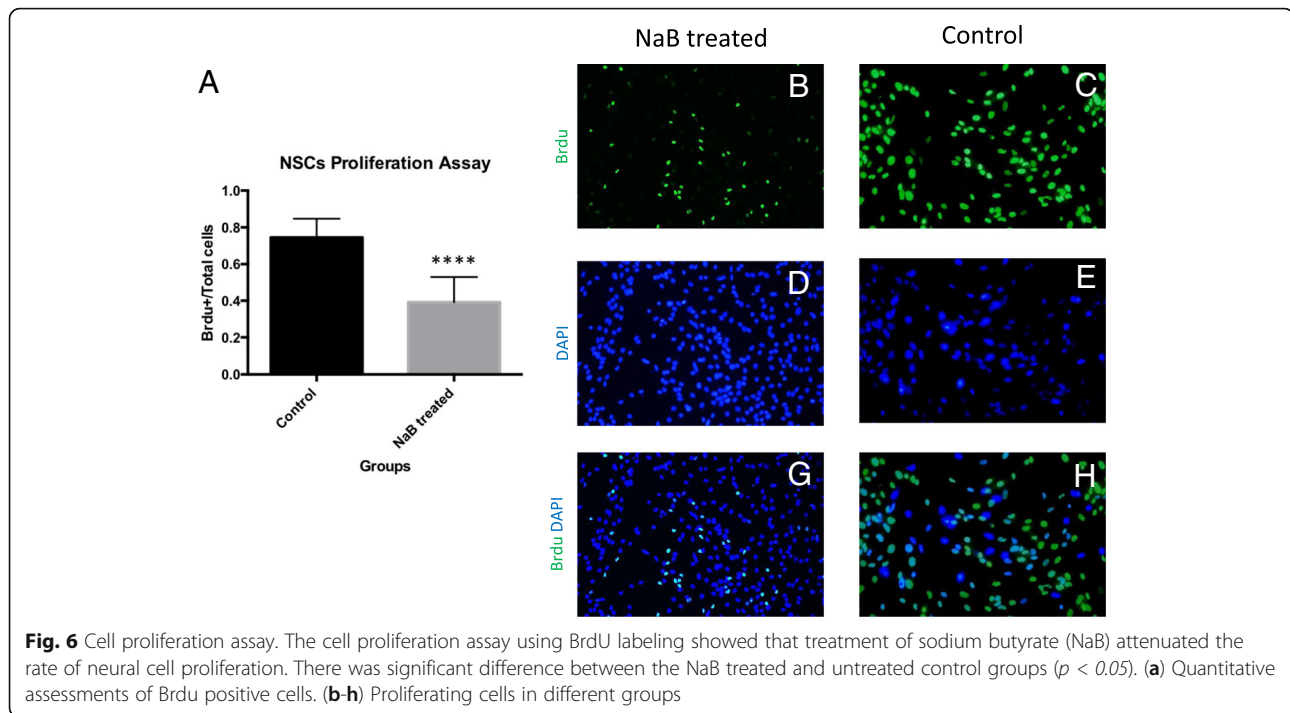 NaB treated
Control
A
NSCs Proliferation Assay
Brdu+/Total cells
1.0
0.8
0.6
0.4
0.2
0.0
****
Control
NaB treated
Groups
Brdu
B
C
DAPI
D
E
Brdu DAPI
G
H
Fig. 6 Cell proliferation assay. The cell proliferation assay using BrdU labeling showed that treatment of sodium butyrate (NaB) attenuated the
rate of neural cell proliferation. There was significant difference between the NaB treated and untreated control groups (p < 0.05). (a) Quantitative
assessments of Brdu positive cells. (b-h) Proliferating cells in different groups